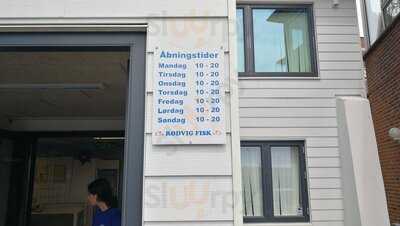 Åbningstider
Mandag 10 - 20
Tirsdag 10 - 20
Onsdag 10 - 20
Torsdag 10 - 20
Fredag 10 - 20
Lørdag 10 - 20
Søndag 10 - 20
RØDVIG FISK
sluurpy